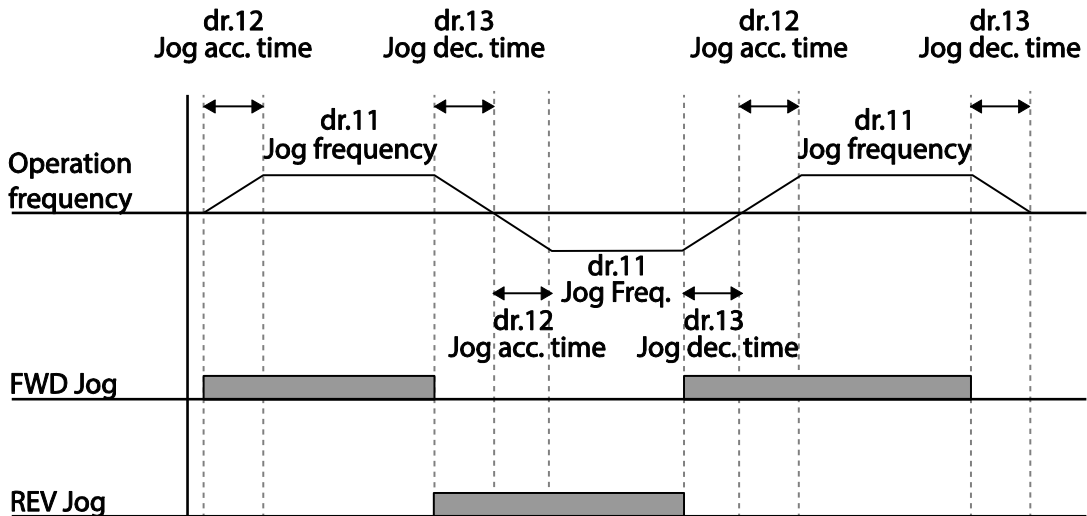 dr.12
Jog acc. time
dr.13
Jog dec. time
dr.12
Jog acc. time
dr.13
Jog dec. time
dr.11
Jog frequency
dr.11
Jog frequency
Operation
frequency
dr.11
Jog Freq.
dr.12
Jog acc. time
dr.13
Jog dec. time
FWD Jog
REV Jog